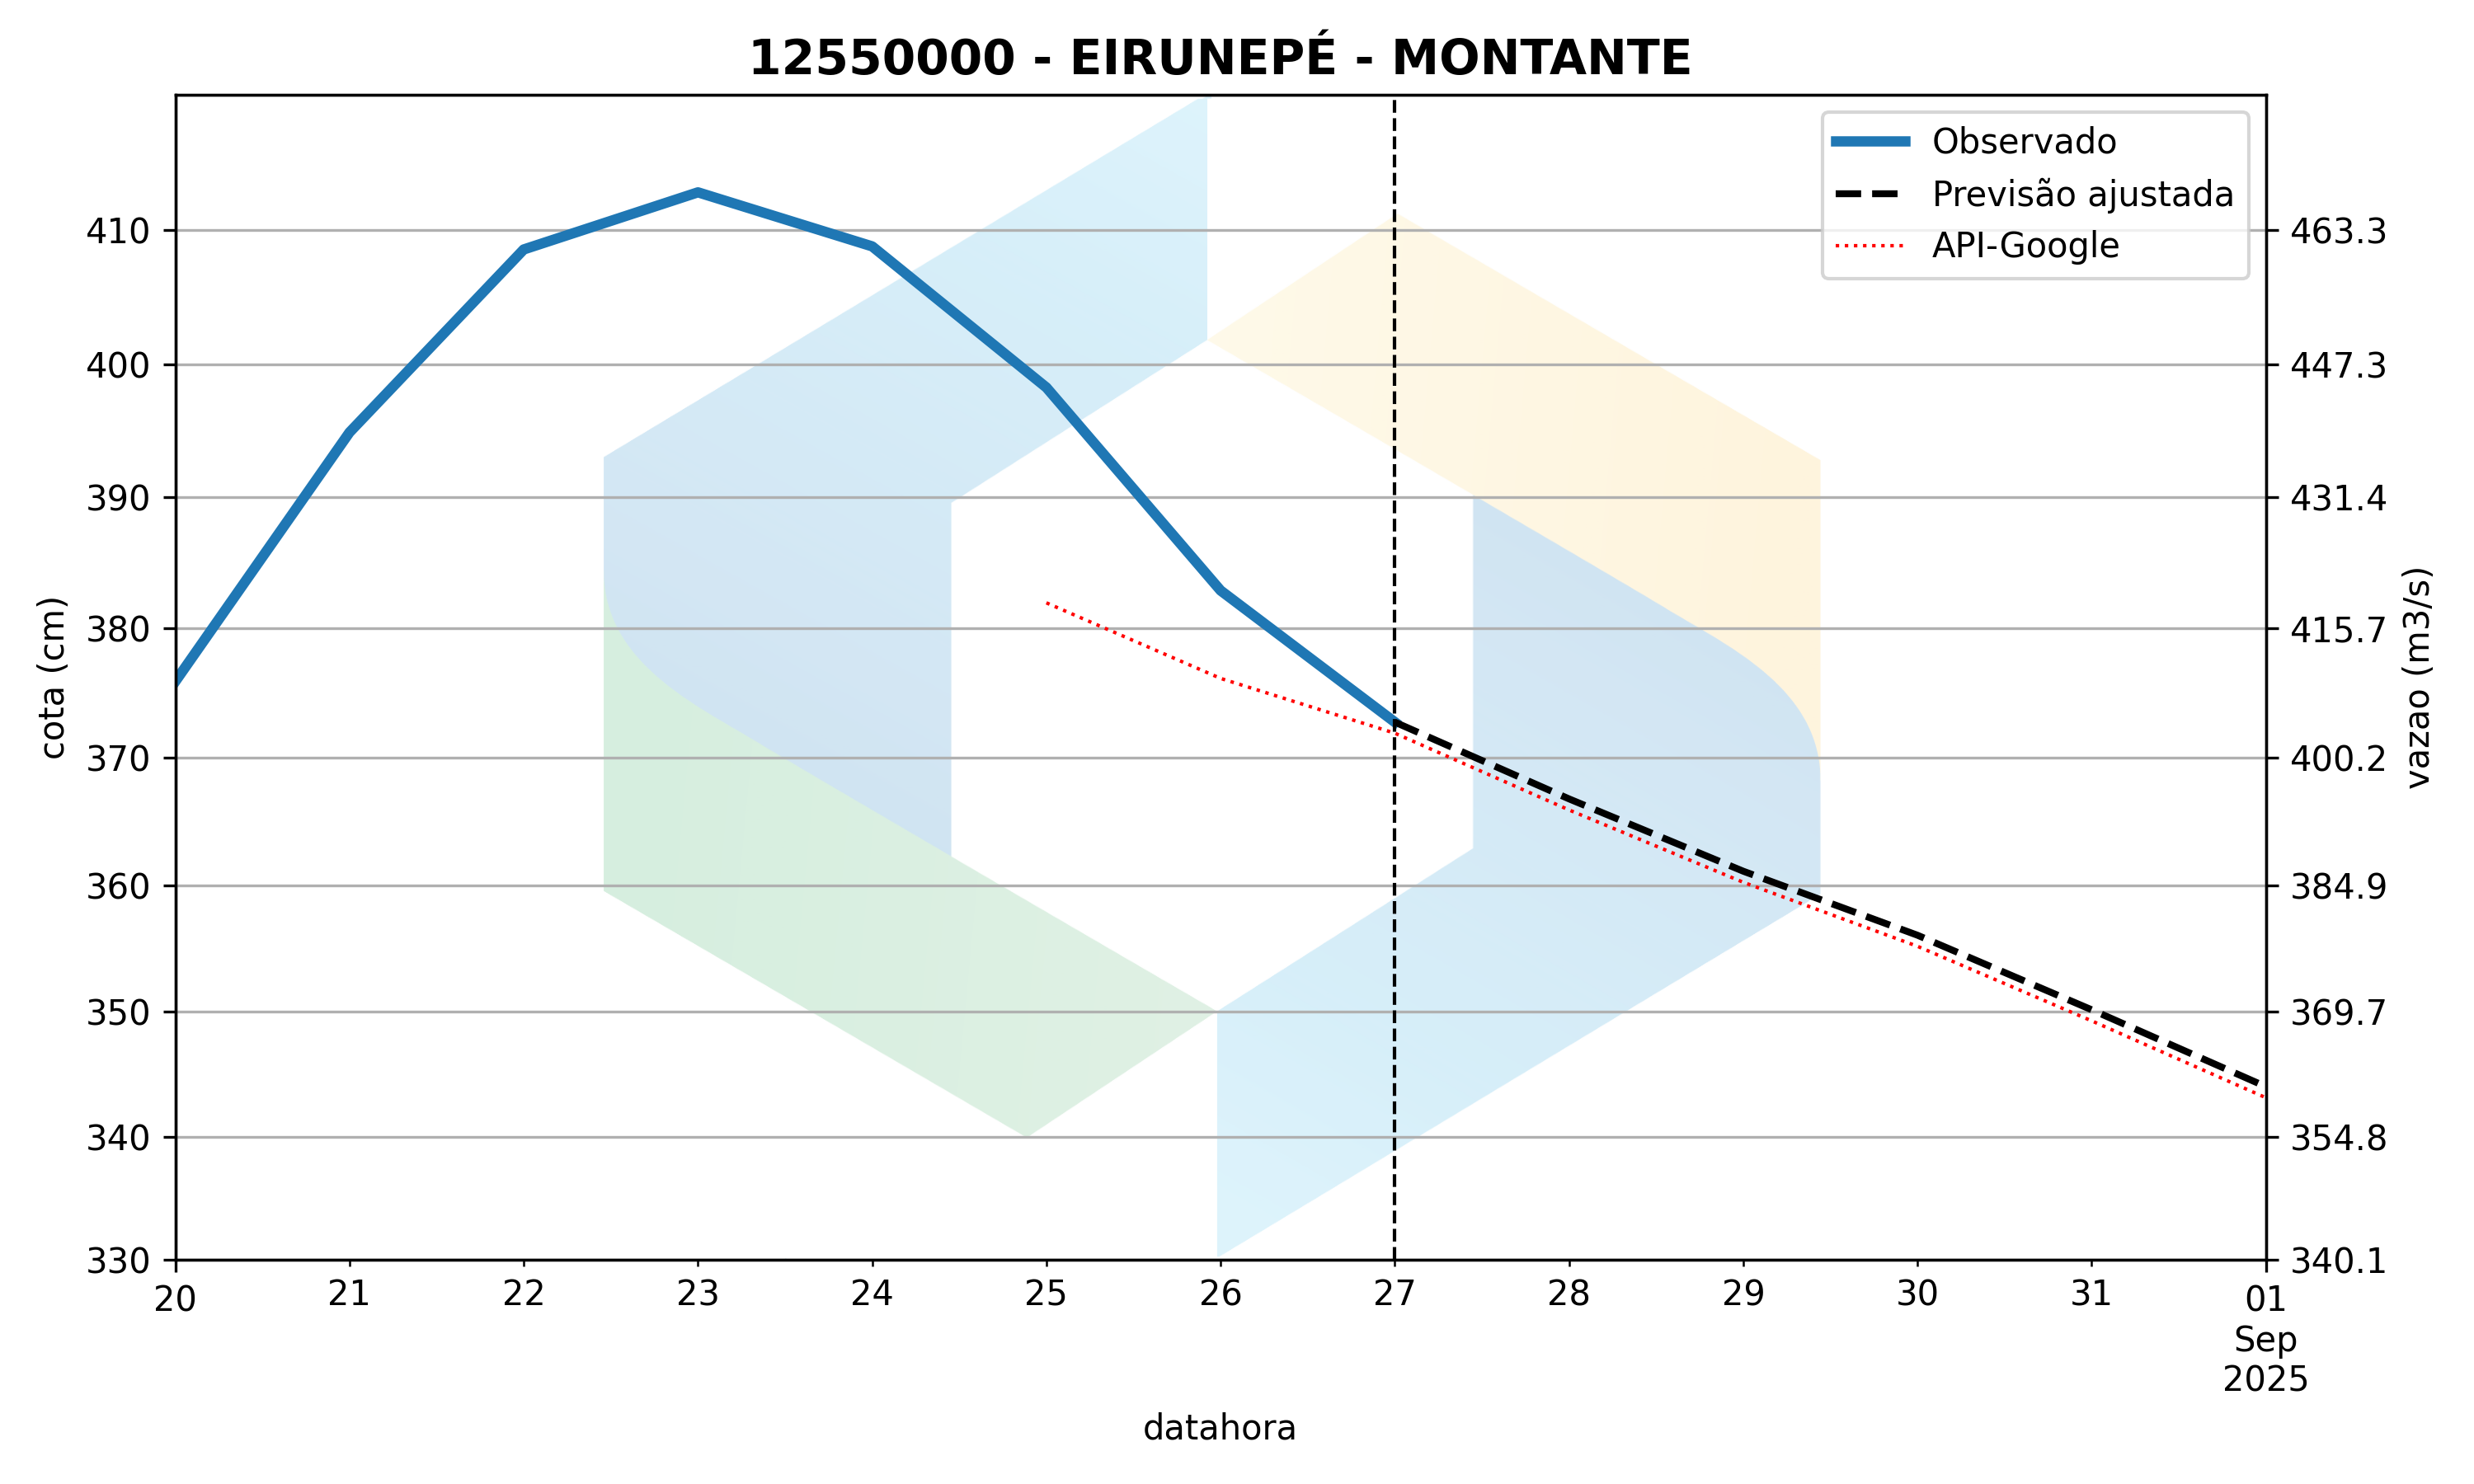 12550000 - EIRUNEPÉ - MONTANTE
Observado
Previsão ajustada
API-Google
410
400
390
380
370
360
350
340
330
cota (cm)
463.3
447.3
431.4
415.7
400.2
384.9
369.7
354.8
340.1
vazao (m3/s)
20 21 22 23 24 25 26 27 28 29 30 31 01
Sep
2025
datahora